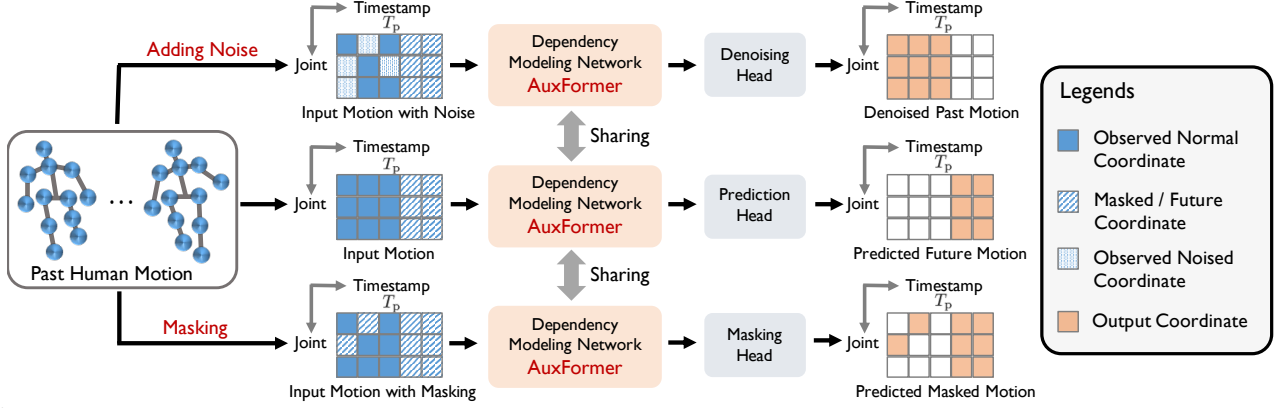 Timestamp
T_p
Adding Noise
Joint
Input Motion with Noise
Dependency
Modeling Network
AuxFormer
Denoising
Head
Timestamp
T_p
Joint
Denoised Past Motion
Sharing
Past Human Motion
...
Timestamp
T_p
Joint
Input Motion
Dependency
Modeling Network
AuxFormer
Prediction
Head
Timestamp
T_p
Joint
Predicted Future Motion
Sharing
Masking
Timestamp
T_p
Joint
Input Motion with Masking
Dependency
Modeling Network
AuxFormer
Masking
Head
Timestamp
T_p
Joint
Predicted Masked Motion
Legends
Observed Normal
Coordinate
Masked / Future
Coordinate
Observed Noised
Coordinate
Output Coordinate